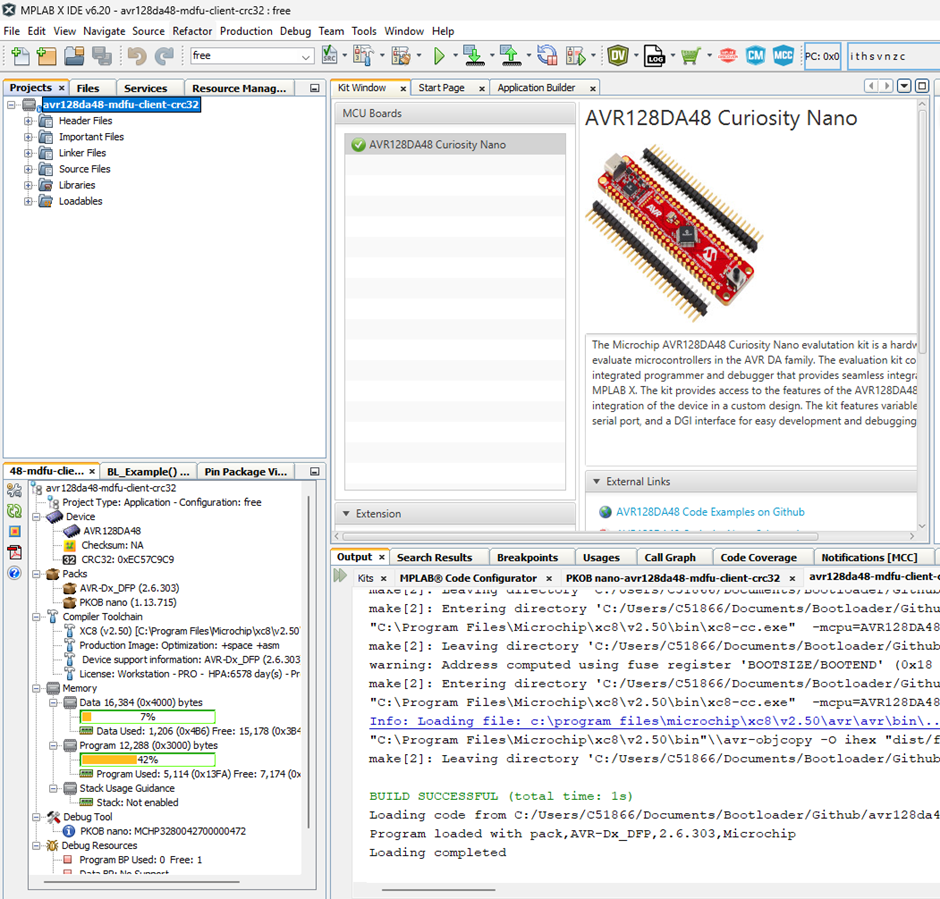 MPLAB X IDE v6.20 - avr128da48-mdfu-client-crc32 : free
File Edit View Navigate Source Refactor Production Debug Team Tools Window Help
free
PC: 0x0
i t h s v n z c
Projects
Files
Services
Resource Manag...
avr128da48-mdfu-client-crc32
Header Files
Important Files
Linker Files
Source Files
Libraries
Loadables
Kit Window
Start Page
Application Builder
MCU Boards
AVR128DA48 Curiosity Nano
Extension
AVR128DA48 Curiosity Nano
The Microchip AVR128DA48 Curiosity Nano evalutation kit is a hardw
evaluate microcontrollers in the AVR DA family. The evaluation kit co
integrated programmer and debugger that provides seamless integra
MPLAB X. The kit provides access to the features of the AVR128DA48
integration of the device in a custom design. The kit features variable
serial port, and a DGI interface for easy development and debugging
External Links
AVR128DA48 Code Examples on Github
48-mdfu-clie...
BL_Example() ...
Pin Package Vi...
avr128da48-mdfu-client-crc32
Project Type: Application - Configuration: free
Device
AVR128DA48
Checksum: NA
CRC32: 0xEC57C9C9
Packs
AVR-Dx_DFP (2.6.303)
PKOB nano (1.13.715)
Compiler Toolchain
XC8 (v2.50) [C:\Program Files\Microchip\xc8\v2.50\
Production Image: Optimization: +space +asm
Device support information: AVR-Dx_DFP (2.6.303
License: Workstation - PRO - HPA:6578 day(s) - Pr
Memory
Data 16,384 (0x4000) bytes
7%
Data Used: 1,206 (0x4B6) Free: 15,178 (0x3B4
Program 12,288 (0x3000) bytes
42%
Program Used: 5,114 (0x13FA) Free: 7,174 (0x
Stack Usage Guidance
Stack: Not enabled
Debug Tool
PKOB nano: MCHP3280042700000472
Debug Resources
Program BP Used: 0 Free: 1
Data BP: No Support
Output
Search Results
Breakpoints
Usages
Call Graph
Code Coverage
Notifications [MCC]
Kits
MPLAB® Code Configurator
PKOB nano-avr128da48-mdfu-client-crc32
avr128da48-mdfu-client-c
make[2]: Leaving directory 'C:/Users/C51866/Documents/Bootloader/Github
make[2]: Entering directory 'C:/Users/C51866/Documents/Bootloader/Githu
"C:\Program Files\Microchip\xc8\v2.50\bin\xc8-cc.exe" -mcpu=AVR128DA48
make[2]: Leaving directory 'C:/Users/C51866/Documents/Bootloader/Github
warning: Address computed using fuse register 'BOOTSIZE/BOOTEND' (0x18
make[2]: Entering directory 'C:/Users/C51866/Documents/Bootloader/Githu
"C:\Program Files\Microchip\xc8\v2.50\bin\xc8-cc.exe" -mcpu=AVR128DA48
Info: Loading file: c:\program files\microchip\xc8\v2.50\avr\avr\bin\..
"C:\Program Files\Microchip\xc8\v2.50\bin"\\avr-objcopy -O ihex "dist/f
make[2]: Leaving directory 'C:/Users/C51866/Documents/Bootloader/Github
BUILD SUCCESSFUL (total time: 1s)
Loading code from C:/Users/C51866/Documents/Bootloader/Github/avr128da4
Program loaded with pack,AVR-Dx_DFP,2.6.303,Microchip
Loading completed